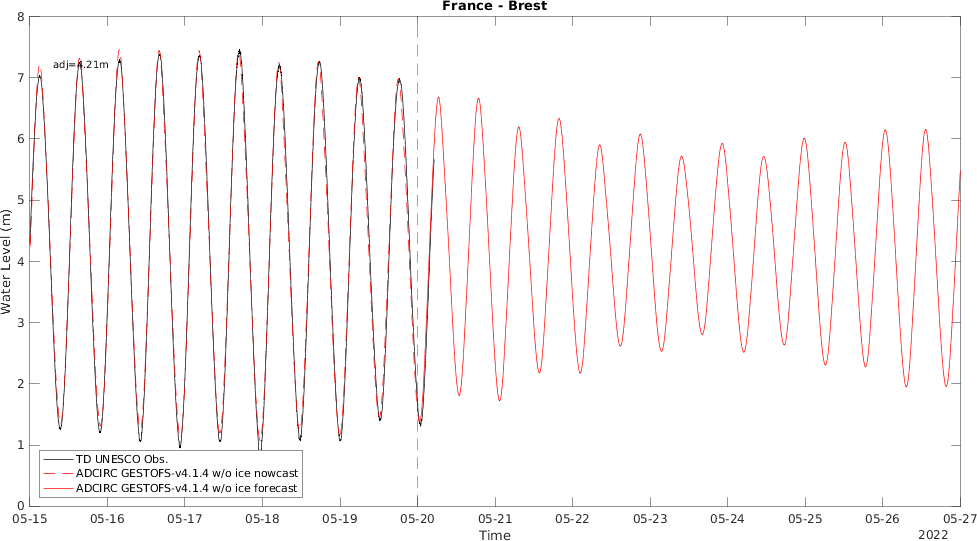 France - Brest
8
7
6
5
4
3
2
1
0
Water Level (m)
adj=4.21m
TD UNESCO Obs.
ADCIRC GESTOFS-v4.1.4 w/o ice nowcast
ADCIRC GESTOFS-v4.1.4 w/o ice forecast
05-15 05-16 05-17 05-18 05-19 05-20 05-21 05-22 05-23 05-24 05-25 05-26 05-27
Time
2022